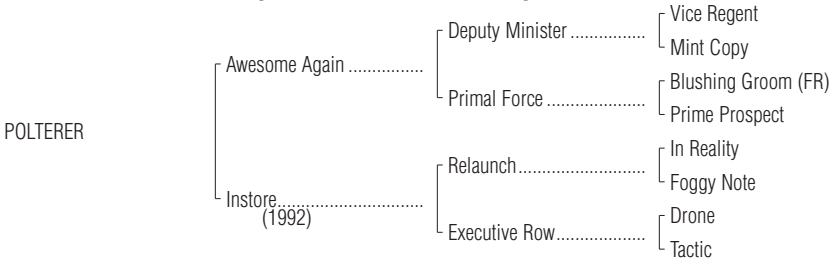 Vice Regent
Deputy Minister ................
Mint Copy
Awesome Again ................
Blushing Groom (FR)
Primal Force .....................
Prime Prospect
POLTERER
In Reality
Relaunch...........................
Foggy Note
Instore...............................
(1992)
Drone
Executive Row...................
Tactic